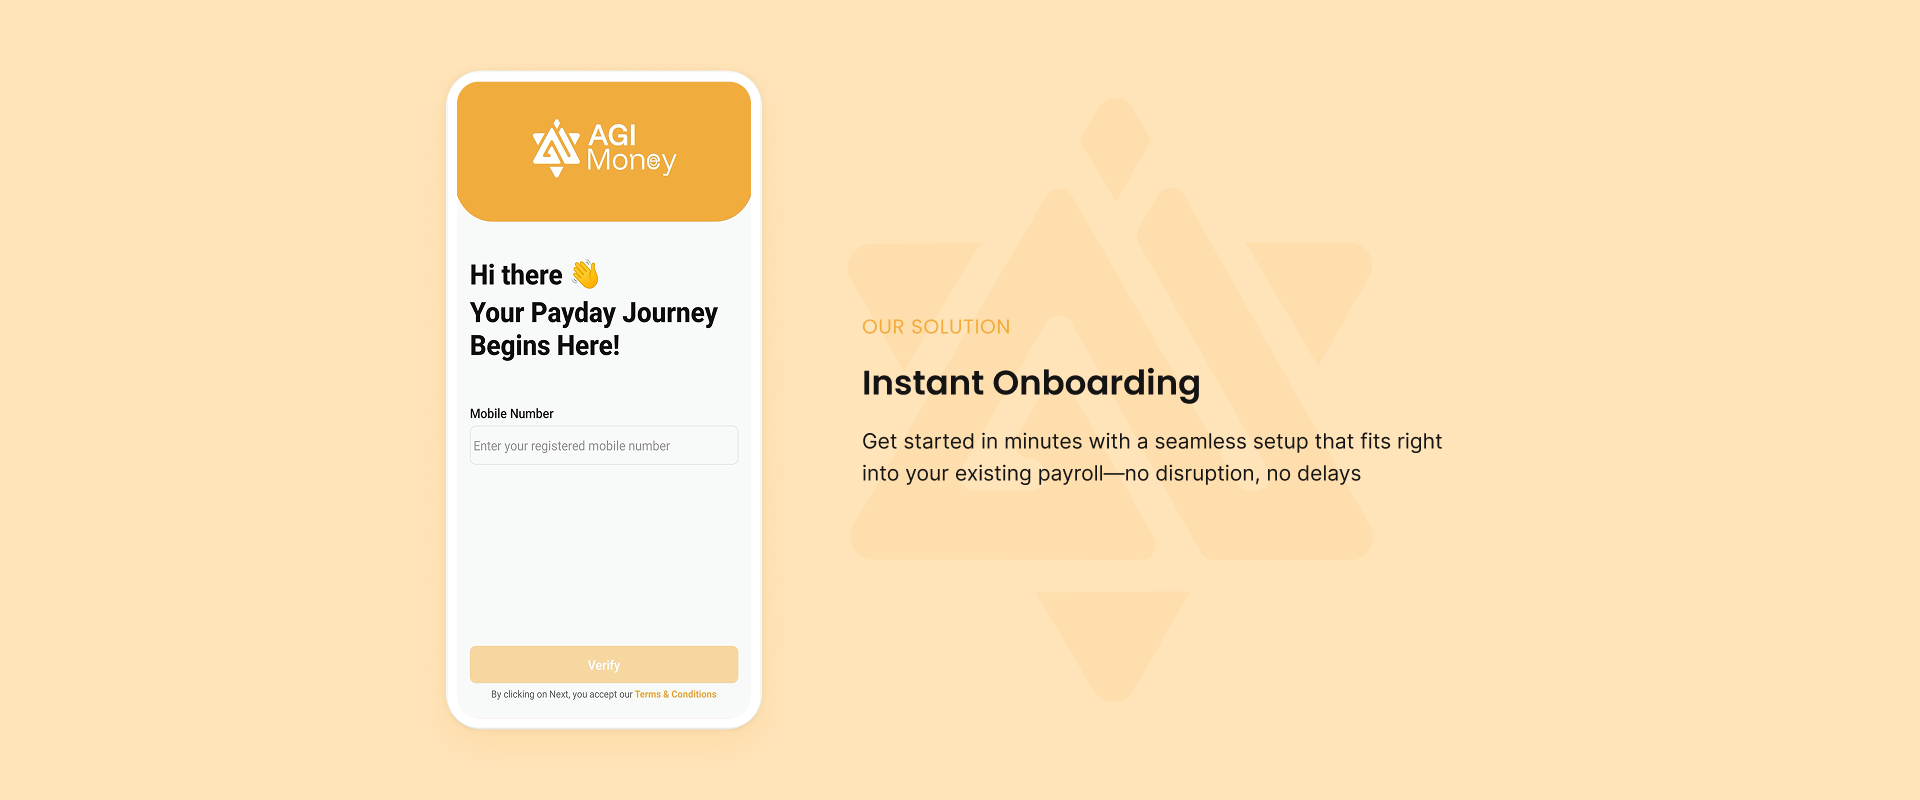 AGI
Money
Hi there 👋
Your Payday Journey
Begins Here!
Mobile Number
Enter your registered mobile number
Verify
By clicking on Next, you accept our Terms & Conditions
OUR SOLUTION
Instant Onboarding
Get started in minutes with a seamless setup that fits right
into your existing payroll—no disruption, no delays